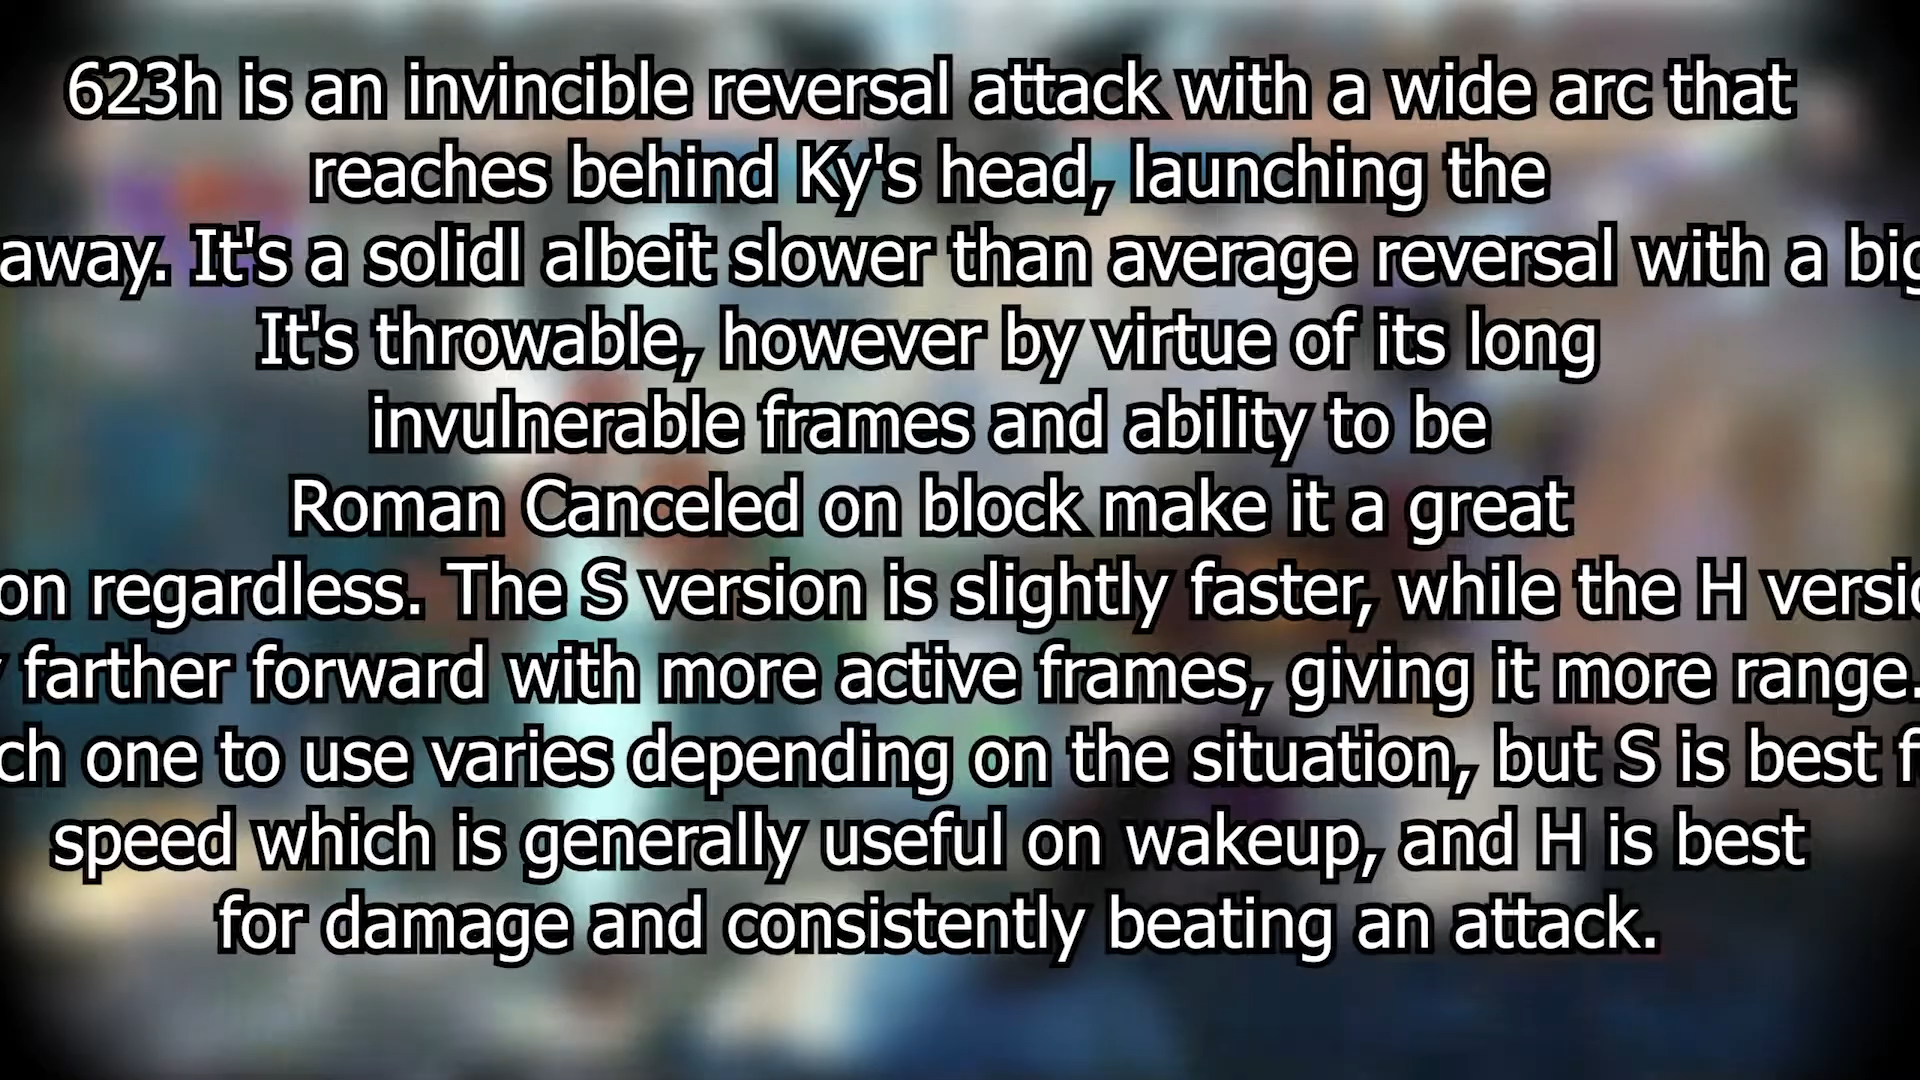 623h is an invincible reversal attack with a wide arc that
reaches behind Ky's head, launching the
away. It's a solidl albeit slower than average reversal with a big
It's throwable, however by virtue of its long
invulnerable frames and ability to be
Roman Canceled on block make it a great
on regardless. The S version is slightly faster, while the H versio
farther forward with more active frames, giving it more range.
ch one to use varies depending on the situation, but S is best f
speed which is generally useful on wakeup, and H is best
for damage and consistently beating an attack.